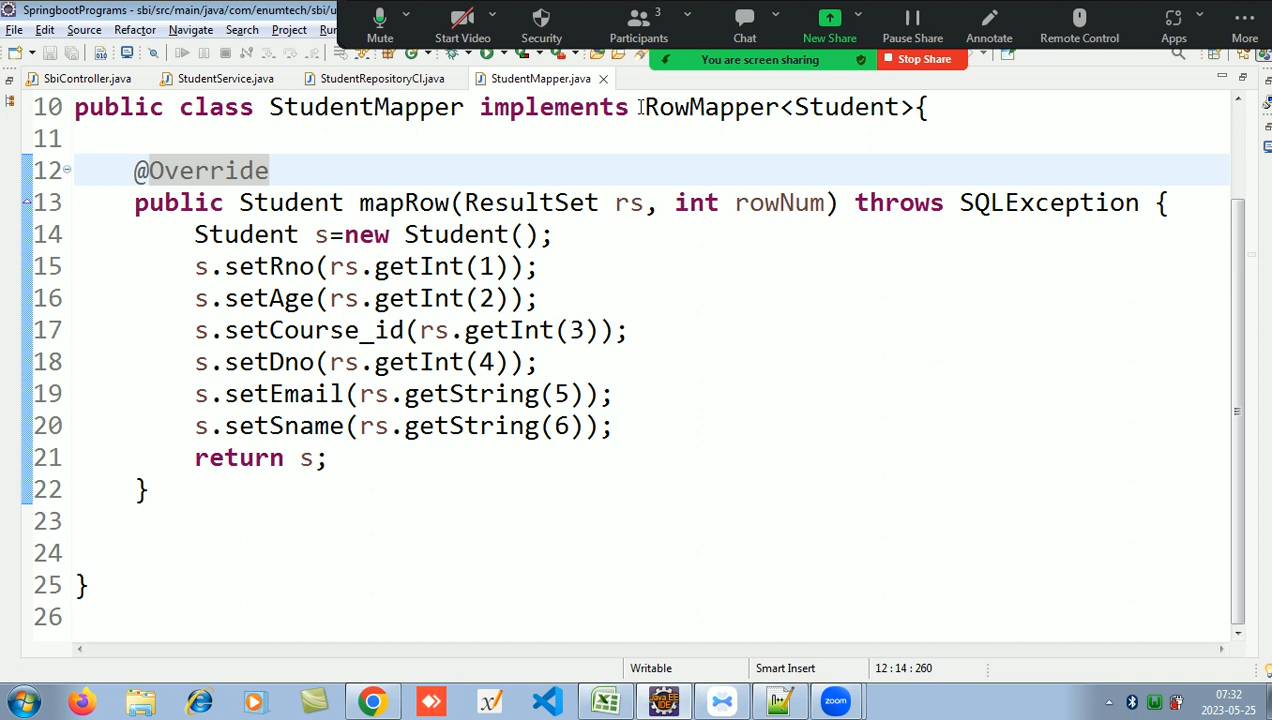 SpringbootPrograms - sbi/src/main/java/com/enumtech/sbi/u
File Edit Source Refactor Navigate Search Project Ru
Mute Start Video Security Participants 3 Chat New Share Pause Share Annotate Remote Control Apps More
You are screen sharing Stop Share
SbiController.java StudentService.java StudentRepositoryCl.java StudentMapper.java
10 public class StudentMapper implements RowMapper<Student>{
11
12 @Override
13 public Student mapRow(ResultSet rs, int rowNum) throws SQLException {
14 Student s=new Student();
15 s.setRno(rs.getInt(1));
16 s.setAge(rs.getInt(2));
17 s.setCourse_id(rs.getInt(3));
18 s.setDno(rs.getInt(4));
19 s.setEmail(rs.getString(5));
20 s.setSname(rs.getString(6));
21 return s;
22 }
23
24
25 }
26
Writable Smart Insert 12 : 14 : 260
07:32
2023-05-25